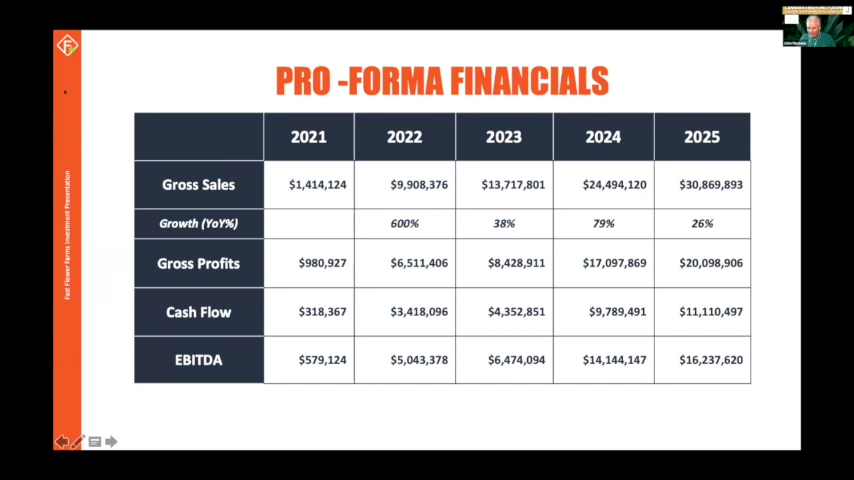 PRO -FORMA FINANCIALS
2021 2022 2023 2024 2025
Gross Sales $1,414,124 $9,908,376 $13,717,801 $24,494,120 $30,869,893
Growth (YoY%) 600% 38% 79% 26%
Gross Profits $980,927 $6,511,406 $8,428,911 $17,097,869 $20,098,906
Cash Flow $318,367 $3,418,096 $4,352,851 $9,789,491 $11,110,497
EBITDA $579,124 $5,043,378 $6,474,094 $14,144,147 $16,237,620
Fast Flower Farms Investment Presentation